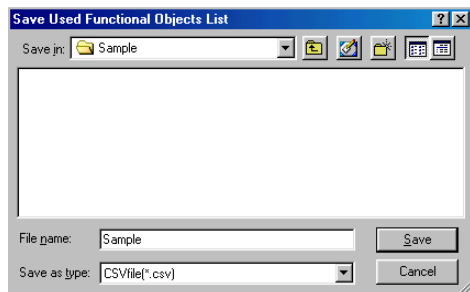 Save Used Functional Objects List
Save in: Sample
File name: Sample Save
Save as type: CSVfile(*.csv) Cancel